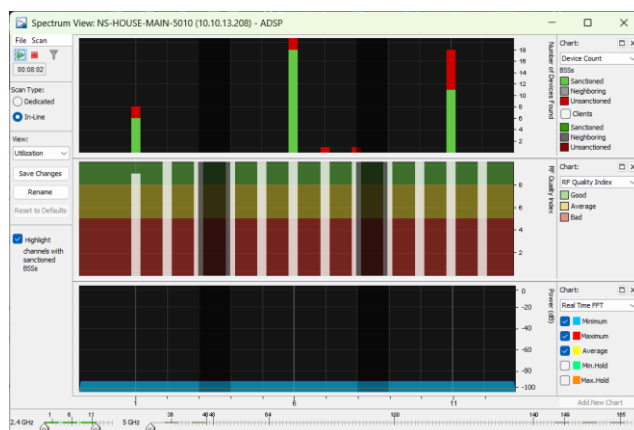 Spectrum View: NS-HOUSE-MAIN-5010 (10.10.13.208) - ADSP
File Scan
00:08:02
Scan Type:
Dedicated
In-Line
View:
Utilization
Save Changes
Rename
Reset to Defaults
Highlight
channels with
sanctioned
BSSs
18
16
14
12
10
8
6
4
2
Number of Devices Found
Chart:
Device Count
BSSs
Sanctioned
Neighboring
Unsanctioned
Clients
Sanctioned
Neighboring
Unsanctioned
8
6
4
2
RF Quality Index
Chart:
RF Quality Index
Good
Average
Bad
0
-20
-40
-60
-80
-100
Power (dB)
1
6
11
Chart:
Real Time FFT
Minimum
Maximum
Average
Min.Hold
Max.Hold
Add New Chart
2.4 GHz
1 6 11
5 GHz
36 64 100 140 149 165